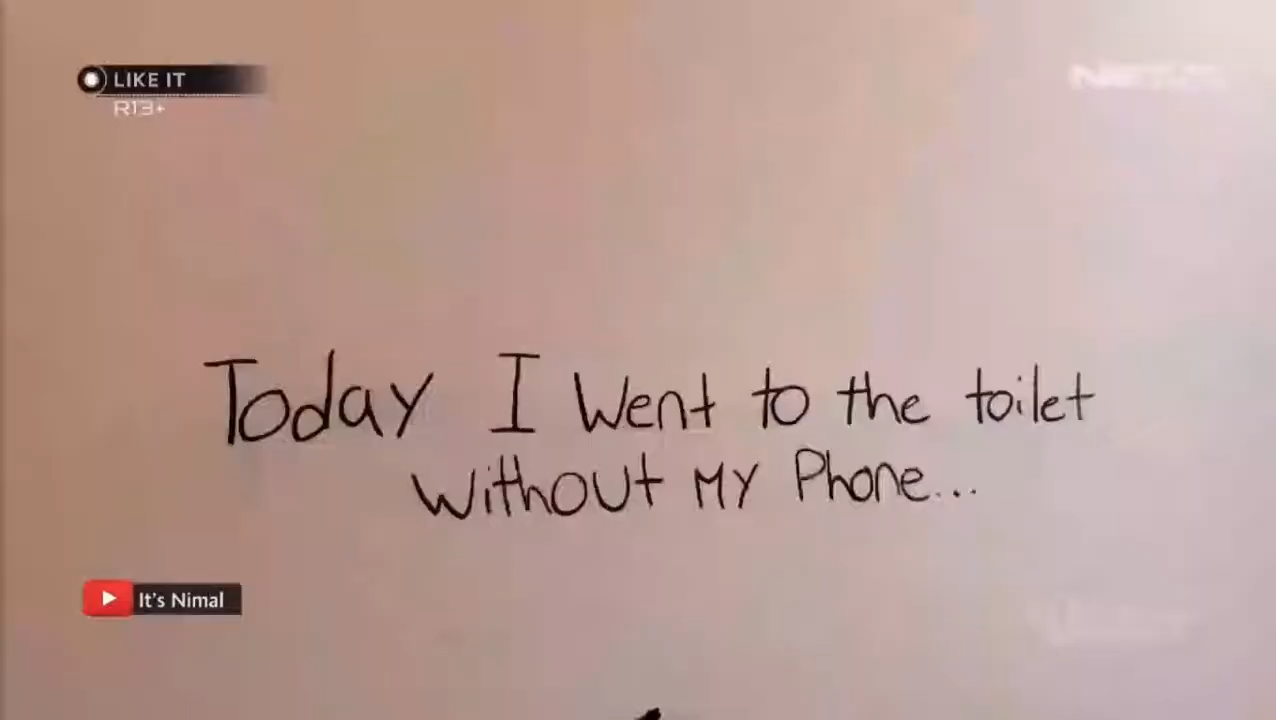 LIKE IT
R13+
Today I Went to the toilet
without MY Phone...
It's Nimal